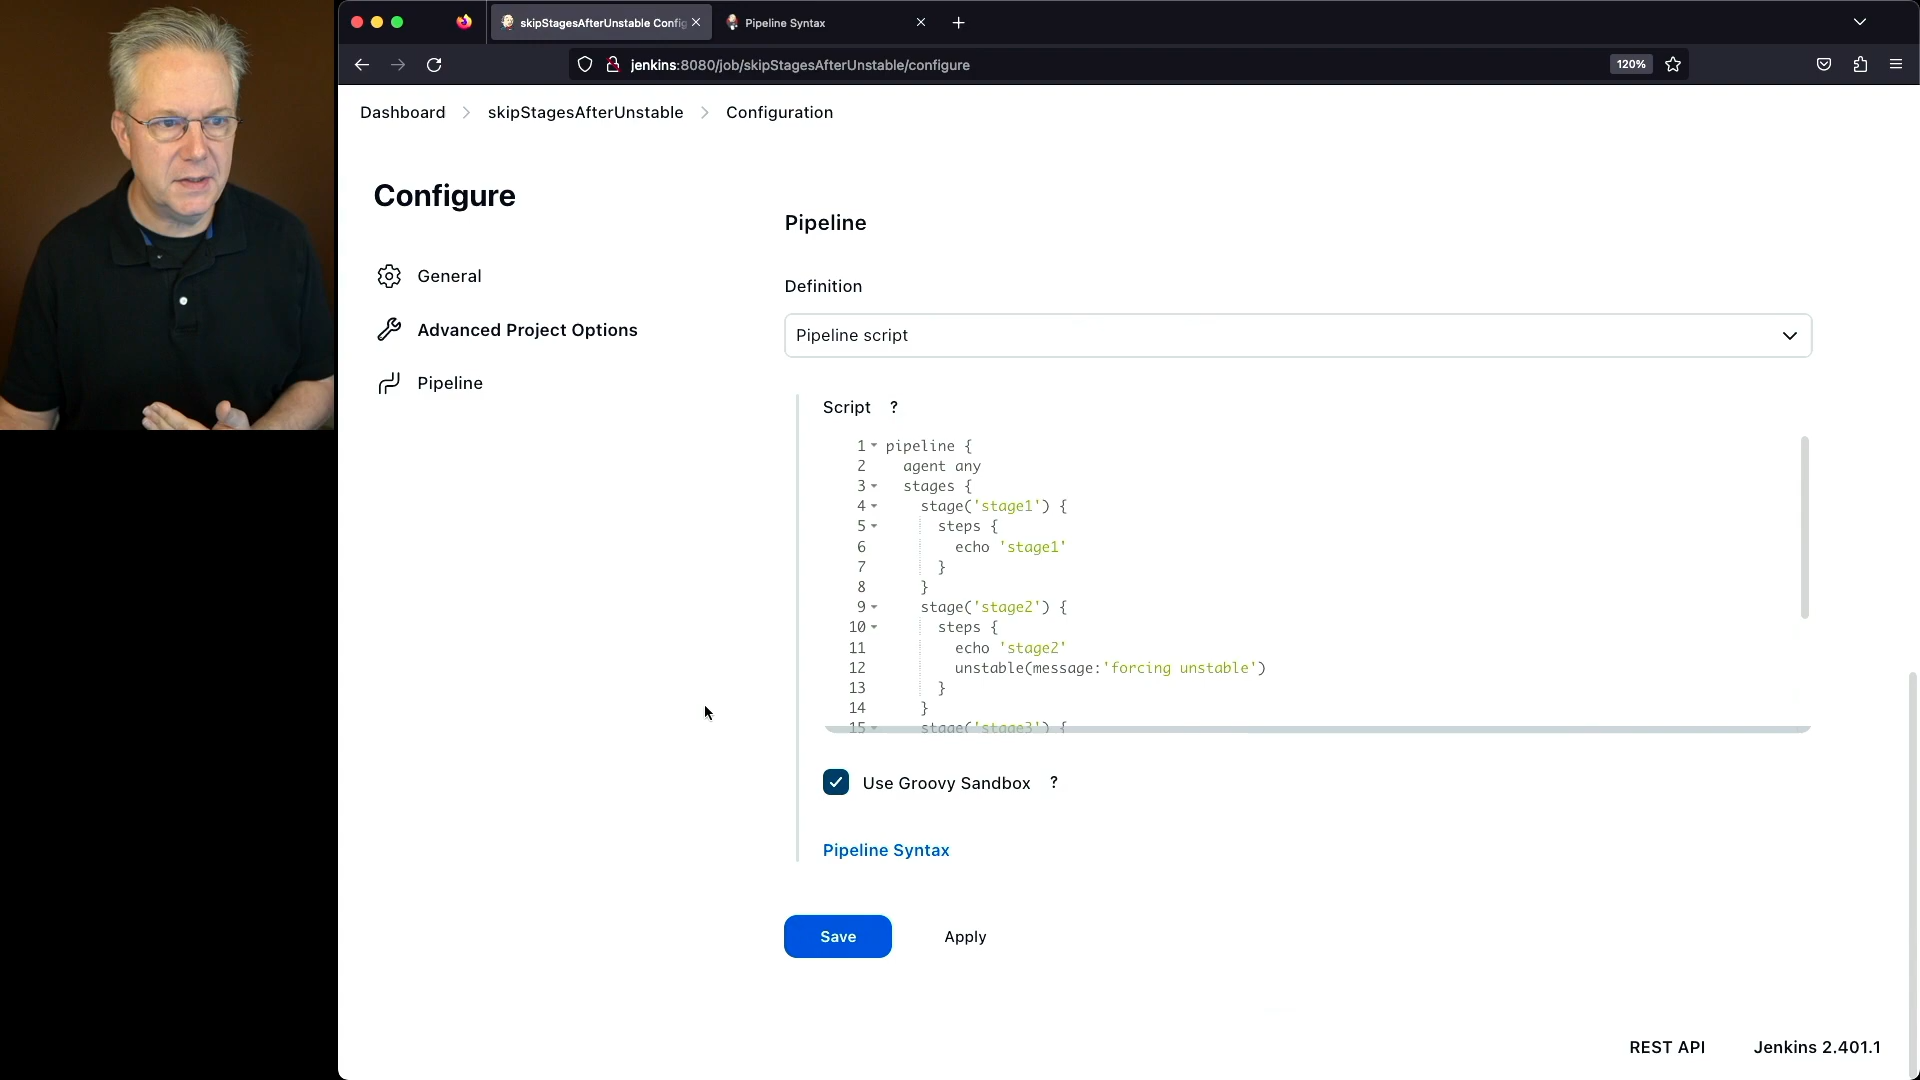 skipStagesAfterUnstable Config
Pipeline Syntax
jenkins:8080/job/skipStagesAfterUnstable/configure
120%
Dashboard
skipStagesAfterUnstable
Configuration
Configure
General
Advanced Project Options
Pipeline
Pipeline
Definition
Pipeline script
Script ?
1 pipeline {
2 agent any
3 stages {
4 stage('stage1') {
5 steps {
6 echo 'stage1'
7 }
8 }
9 stage('stage2') {
10 steps {
11 echo 'stage2'
12 unstable(message:'forcing unstable')
13 }
14 }
15 stage('stage3') {
Use Groovy Sandbox ?
Pipeline Syntax
Save
Apply
REST API
Jenkins 2.401.1